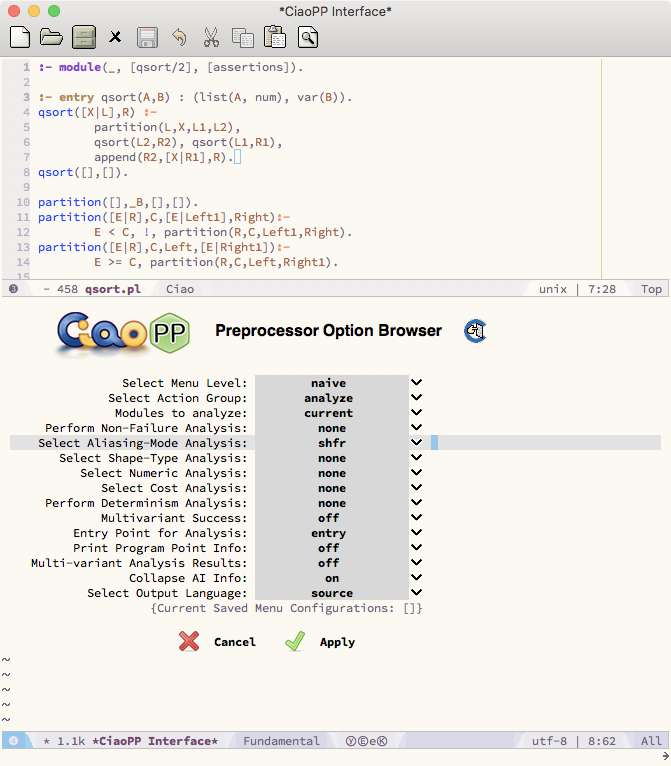 *CiaoPP Interface*
1 :- module(_, [qsort/2], [assertions]).
2
3 :- entry qsort(A,B) : (list(A, num), var(B)).
4 qsort([X|L],R) :-
5 partition(L,X,L1,L2),
6 qsort(L2,R2), qsort(L1,R1),
7 append(R2,[X|R1],R).
8 qsort([],[]).
9
10 partition([],_B,[],[]).
11 partition([E|R],C,[E|Left1],Right):-
12 E < C, !, partition(R,C,Left1,Right).
13 partition([E|R],C,Left,[E|Right1]):-
14 E >= C, partition(R,C,Left,Right1).
15
❸ - 458 qsort.pl Ciao unix | 7:28 Top
Ciao PP Preprocessor Option Browser
Select Menu Level: naive
Select Action Group: analyze
Modules to analyze: current
Perform Non-Failure Analysis: none
Select Aliasing-Mode Analysis: shfr
Select Shape-Type Analysis: none
Select Numeric Analysis: none
Select Cost Analysis: none
Perform Determinism Analysis: none
Multivariant Success: off
Entry Point for Analysis: entry
Print Program Point Info: off
Multi-variant Analysis Results: off
Collapse AI Info: on
Select Output Language: source
{Current Saved Menu Configurations: []}
Cancel Apply
~
~
~
~
~
❹ * 1.1k *CiaoPP Interface* Fundamental ⓎⒺeⓀ utf-8 | 8:62 All